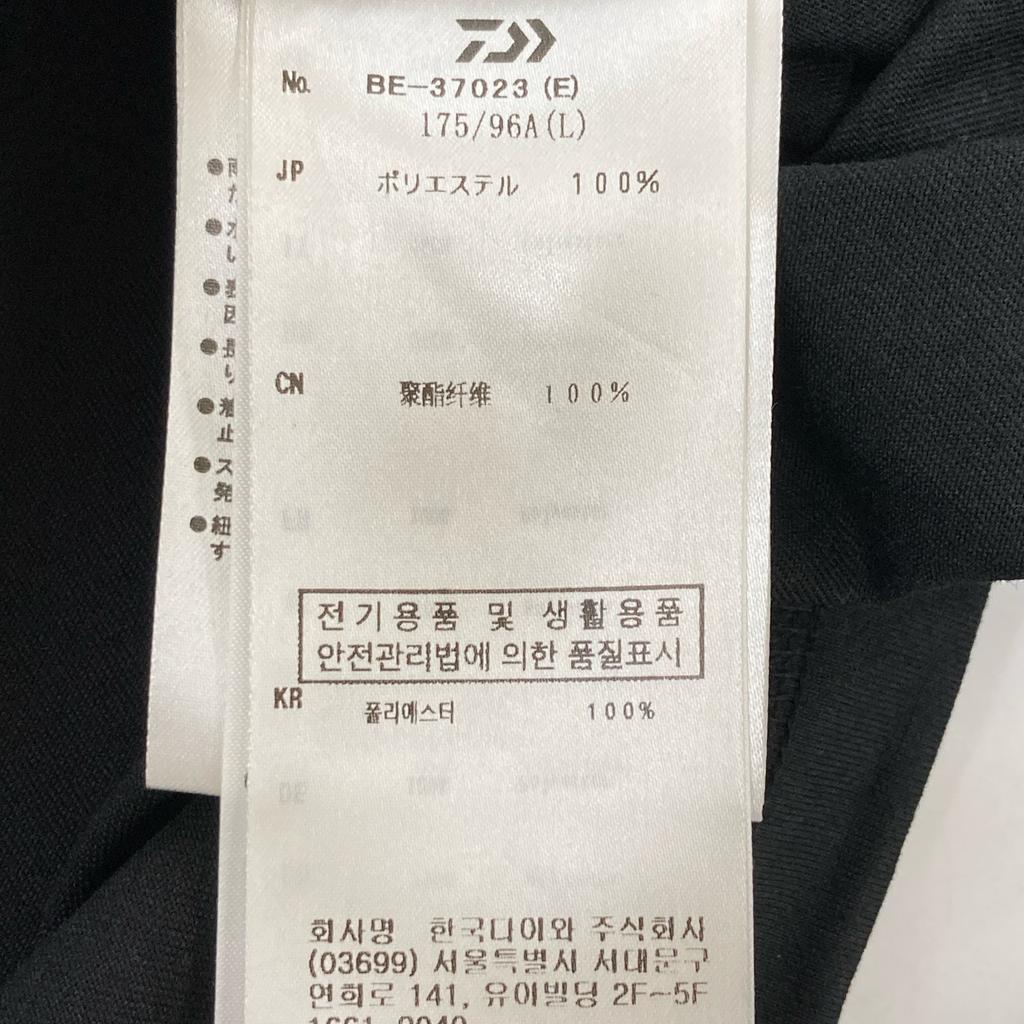 No. BE-37023 (E)
175/96A(L)
JP ポリエステル 100%
CN 聚酯纤维 100%
전기용품 및 생활용품
안전관리법에 의한 품질표시
KR 폴리에스터 100%
회사명 한국다이와 주식회사
(03699) 서울특별시 서대문구
연희로 141, 유아빌딩 2F~5F